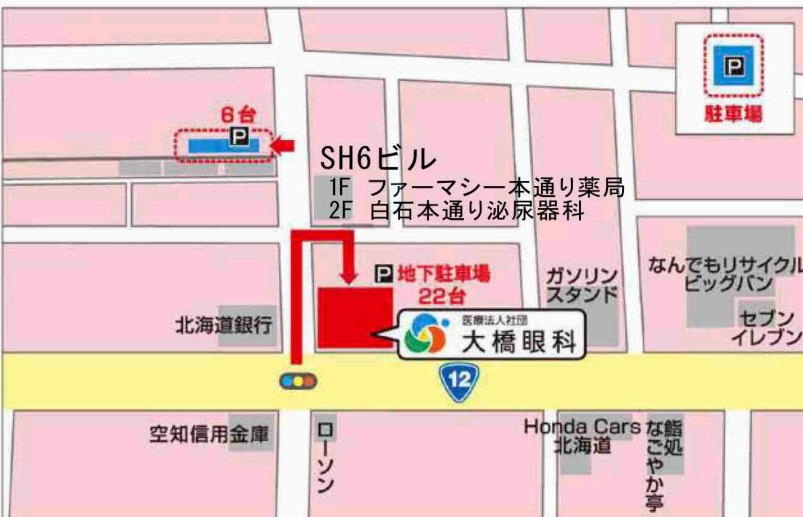 6台
P
P
駐車場
SH6ビル
1F ファーマシー本通り薬局
2F 白石本通り泌尿器科
P 地下駐車場
22台
ガソリン
スタンド
なんでもリサイクル
ビッグバン
セブン
イレブン
北海道銀行
医療法人社団
大橋眼科
12
空知信用金庫
ローソン
Honda Cars
北海道
鮨処
なごやか亭